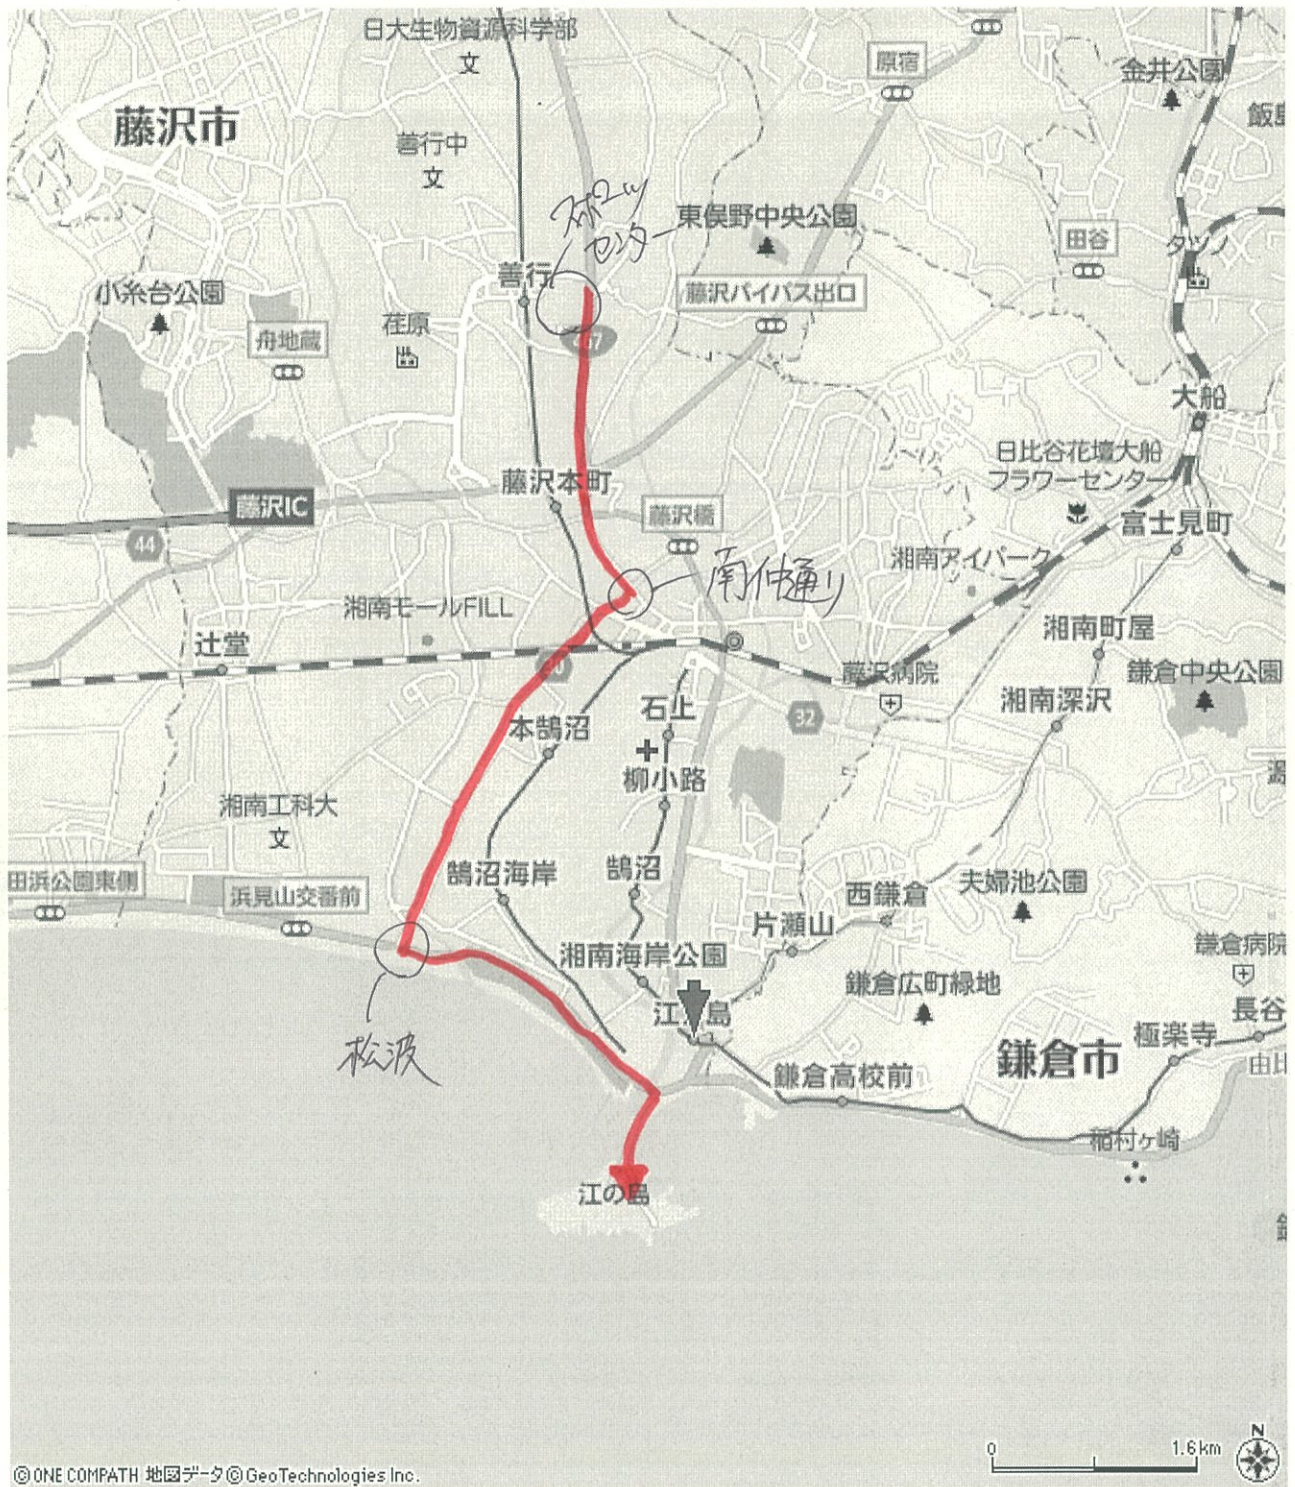 日大生物資源科学部
原宿
金井公園
飯島
藤沢市
善行中
スポーツ
センター
東俣野中央公園
田谷
善行
小糸台公園
藤沢バイパス出口
荏原
舟地蔵
大船
日比谷花壇大船
フラワーセンター
藤沢本町
藤沢IC
藤沢橋
富士見町
44
南仲通り
湘南アイパーク
湘南モールFILL
湘南町屋
辻堂
藤沢病院
鎌倉中央公園
湘南深沢
石上
32
本鵠沼
柳小路
湘南工科大
鵠沼海岸
鵠沼
田浜公園東側
浜見山交番前
西鎌倉
夫婦池公園
片瀬山
湘南海岸公園
鎌倉病院
鎌倉広町緑地
江 島
長谷
松波
鎌倉市
極楽寺
由比
鎌倉高校前
稲村ヶ崎
江の島
N
0 1.6km
©ONE COMPATH 地図データ©GeoTechnologies Inc.